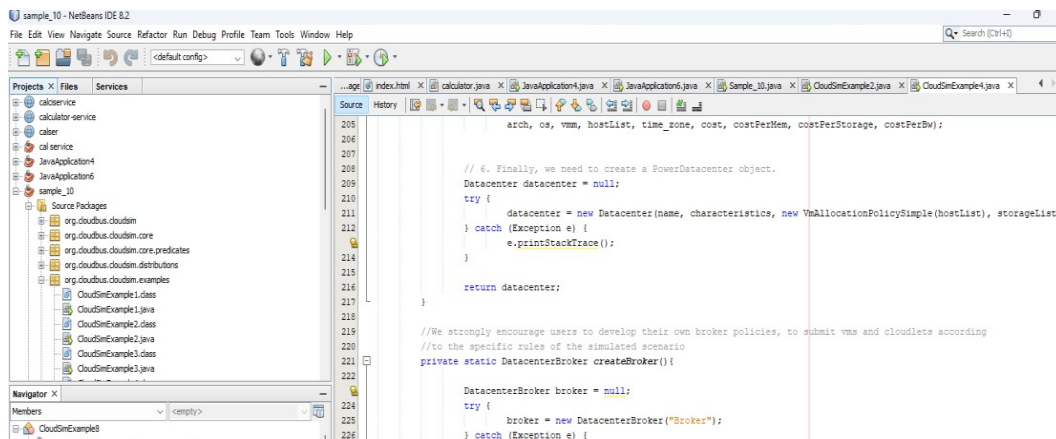 sample_10 - NetBeans IDE 8.2
File Edit View Navigate Source Refactor Run Debug Profile Team Tools Window Help
Search (Ctrl+I)
<default config>
Projects Files Services
calciservice
calculator-service
calser
cal service
JavaApplication4
JavaApplication6
sample_10
Source Packages
org.cloudbus.cloudsim
org.cloudbus.cloudsim.core
org.cloudbus.cloudsim.core.predicates
org.cloudbus.cloudsim.distributions
org.cloudbus.cloudsim.examples
CloudSimExample1.class
CloudSimExample1.java
CloudSimExample2.class
CloudSimExample2.java
CloudSimExample3.class
CloudSimExample3.java
Navigator
Members <empty>
CloudSimExample8
...age index.html calculator.java JavaApplication4.java JavaApplication6.java Sample_10.java CloudSimExample2.java CloudSimExample4.java
Source History
205 arch, os, vmm, hostList, time_zone, cost, costPerMem, costPerStorage, costPerBw);
206
207
208 // 6. Finally, we need to create a PowerDatacenter object.
209 Datacenter datacenter = null;
210 try {
211 datacenter = new Datacenter(name, characteristics, new VmAllocationPolicySimple(hostList), storageList
212 } catch (Exception e) {
e.printStackTrace();
214 }
215
216 return datacenter;
217 }
218
219 //We strongly encourage users to develop their own broker policies, to submit vms and cloudlets according
220 //to the specific rules of the simulated scenario
221 private static DatacenterBroker createBroker(){
222
DatacenterBroker broker = null;
224 try {
225 broker = new DatacenterBroker("Broker");
226 } catch (Exception e) {